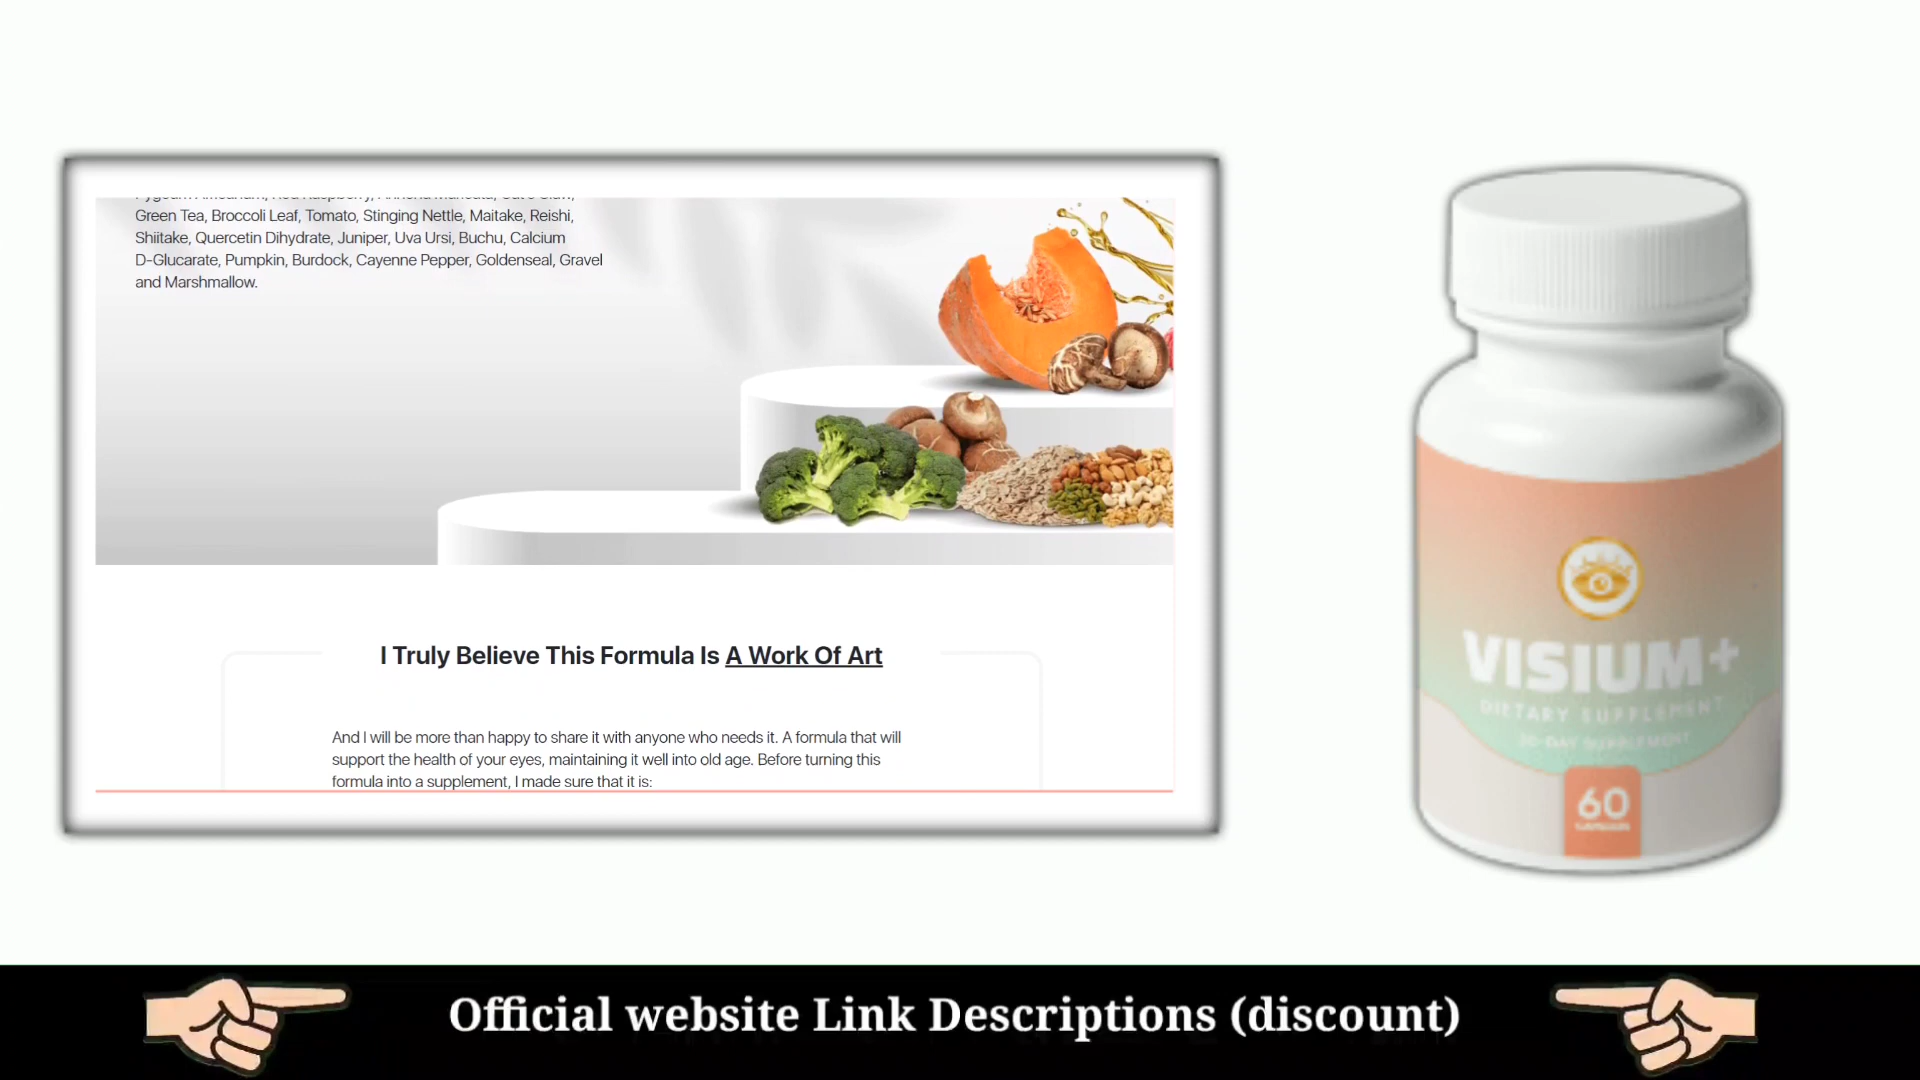 Green Tea, Broccoli Leaf, Tomato, Stinging Nettle, Maitake, Reishi,
Shiitake, Quercetin Dihydrate, Juniper, Uva Ursi, Buchu, Calcium
D-Glucarate, Pumpkin, Burdock, Cayenne Pepper, Goldenseal, Gravel
and Marshmallow.
I Truly Believe This Formula Is A Work Of Art
And I will be more than happy to share it with anyone who needs it. A formula that will
support the health of your eyes, maintaining it well into old age. Before turning this
formula into a supplement, I made sure that it is:
VISIUM+
DIETARY SUPPLEMENT
60
Official website Link Descriptions (discount)